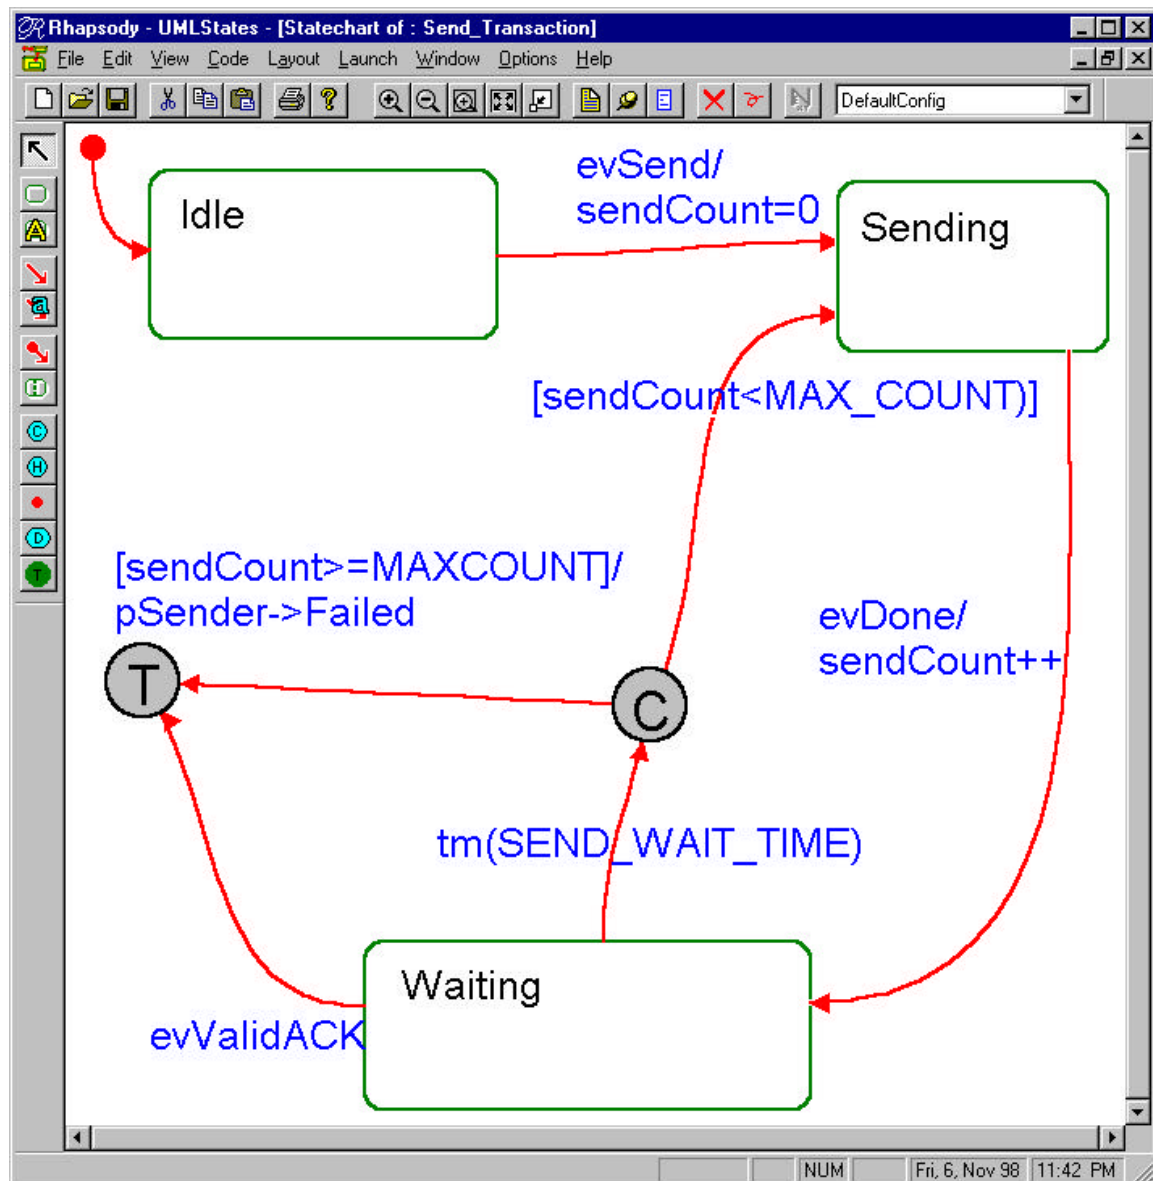 Rhapsody - UMLStates - [Statechart of : Send_Transaction]
File Edit View Code Layout Launch Window Options Help
DefaultConfig
evSend/
sendCount=0
Idle
Sending
[sendCount<MAX_COUNT)]
[sendCount>=MAXCOUNT]/
pSender->Failed
evDone/
sendCount++
T
C
tm(SEND_WAIT_TIME)
Waiting
evValidACK
A
a
C
H
D
T
NUM
Fri, 6, Nov 98 11:42 PM